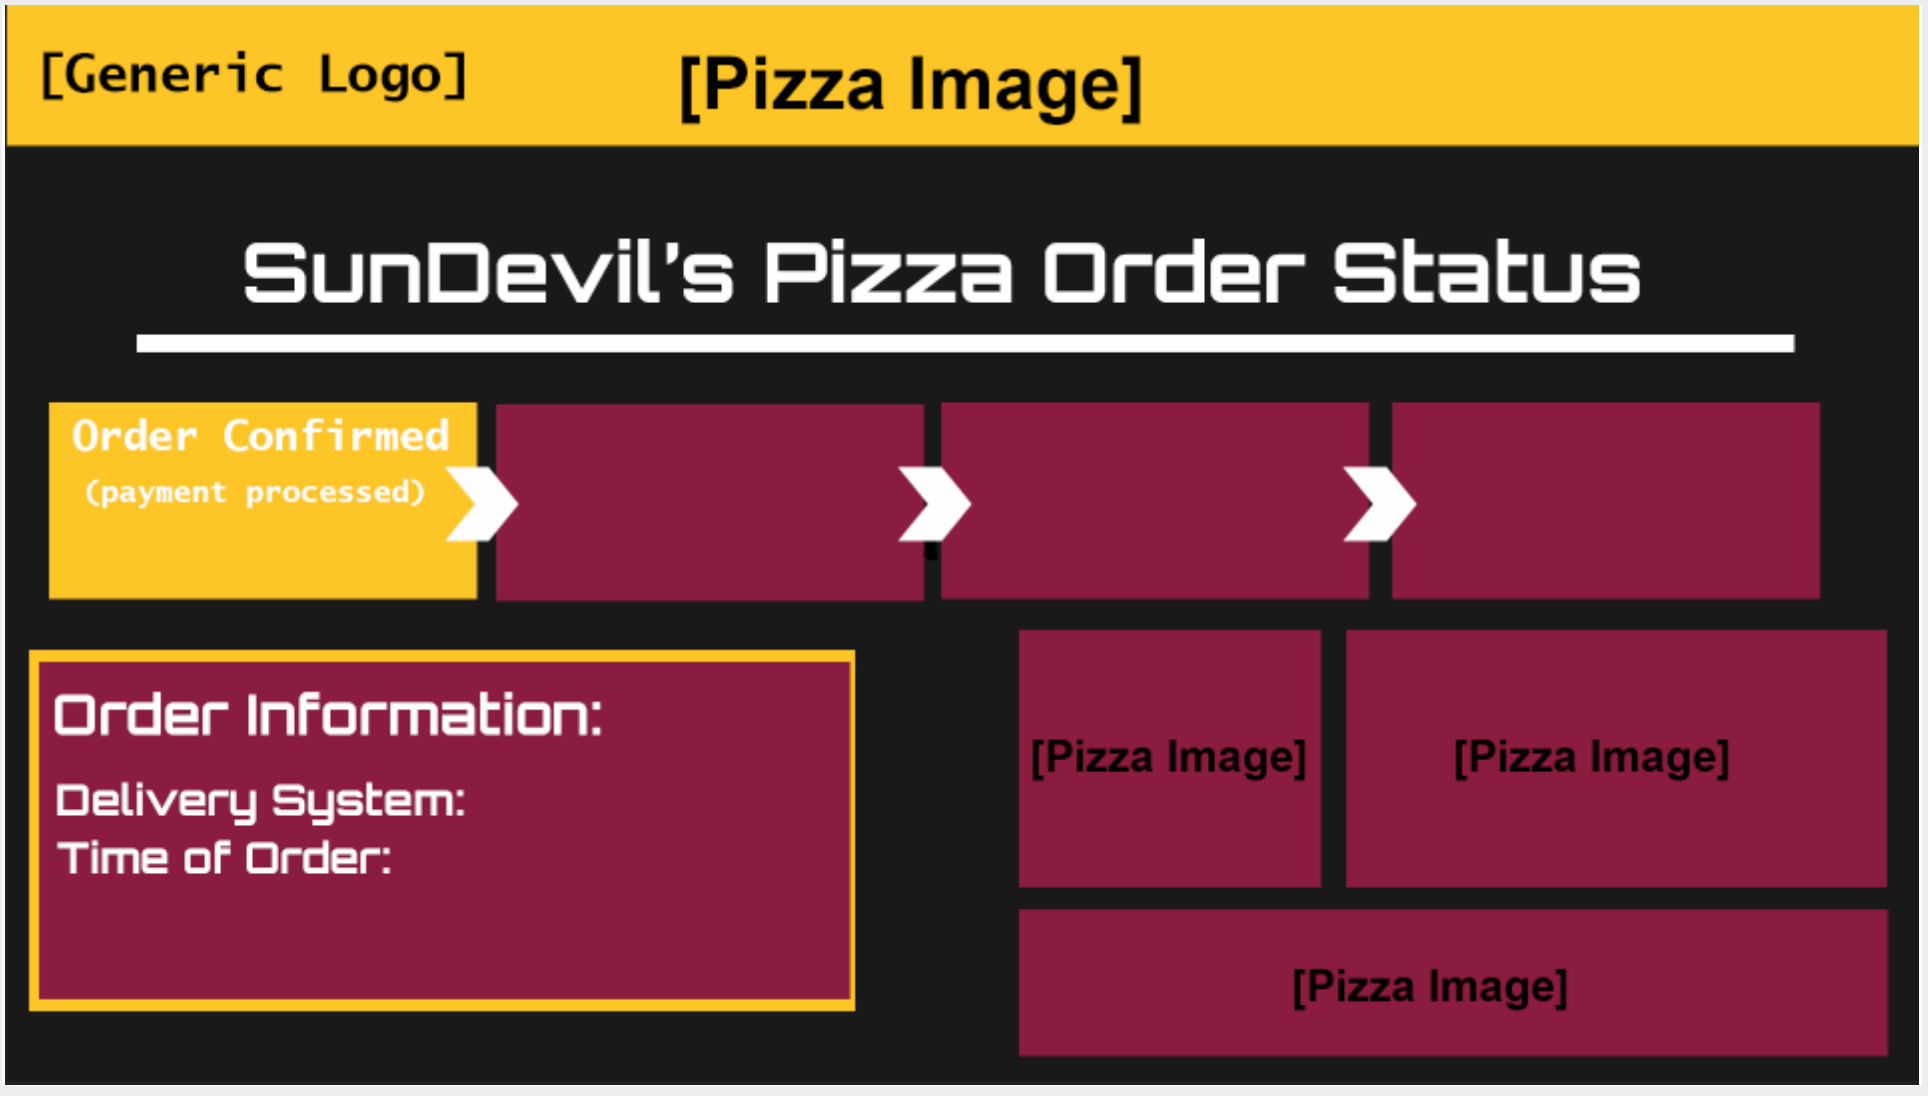 [Generic Logo]
[Pizza Image]
SunDevil's Pizza Order Status
Order Confirmed
(payment processed)
Order Information:
Delivery System:
Time of Order:
[Pizza Image]
[Pizza Image]
[Pizza Image]